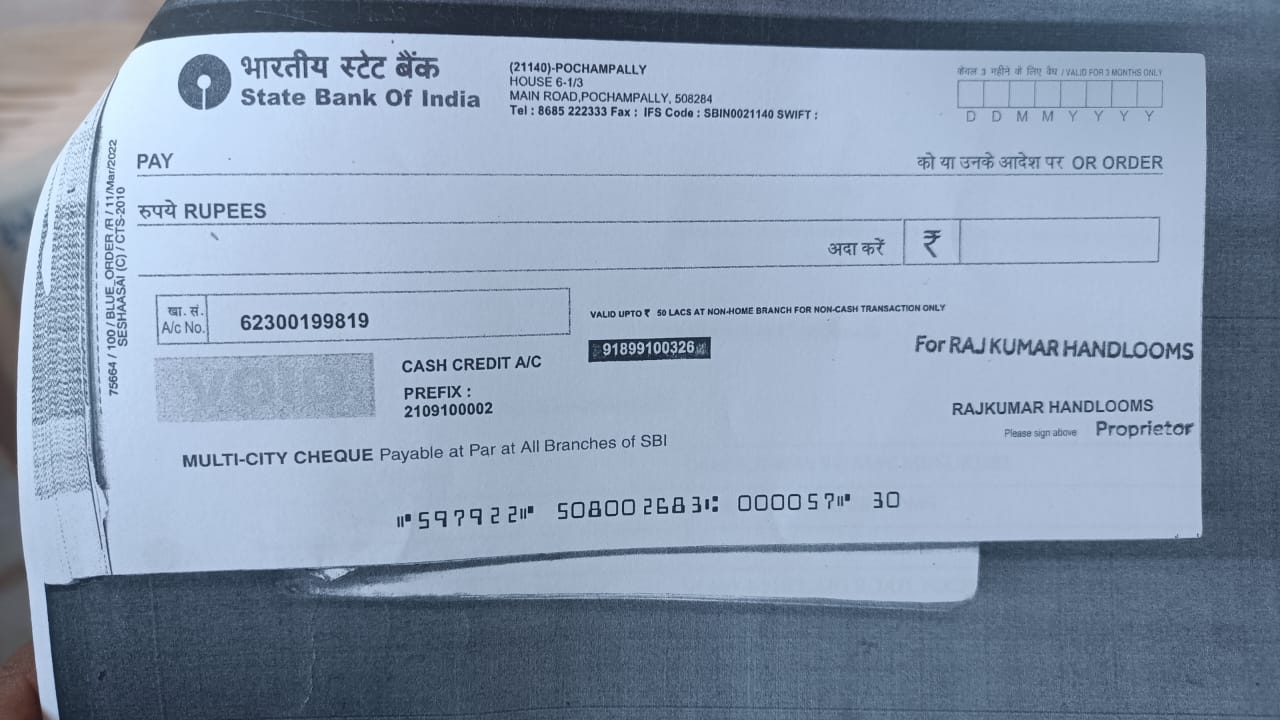 भारतीय स्टेट बैंक
State Bank Of India
(21140)-POCHAMPALLY
HOUSE 6-1/3
MAIN ROAD,POCHAMPALLY, 508284
Tel : 8685 222333 Fax : IFS Code : SBIN0021140 SWIFT :
केवल 3 महीने के लिए वैध / VALID FOR 3 MONTHS ONLY
D D M M Y Y Y Y
PAY
को या उनके आदेश पर OR ORDER
रुपये RUPEES
अदा करें ₹
खा. सं.
A/c No.
62300199819
VALID UPTO ₹ 50 LACS AT NON-HOME BRANCH FOR NON-CASH TRANSACTION ONLY
91899100326
For RAJ KUMAR HANDLOOMS
VOID
CASH CREDIT A/C
PREFIX :
2109100002
RAJKUMAR HANDLOOMS
Please sign above Proprietor
MULTI-CITY CHEQUE Payable at Par at All Branches of SBI
⑈597922⑈ 508002683⑆ 000057⑈ 30
75664 / 100 / BLUE_ORDER /R / 11/Mar/2022
SESHAASAI (C) / CTS-2010